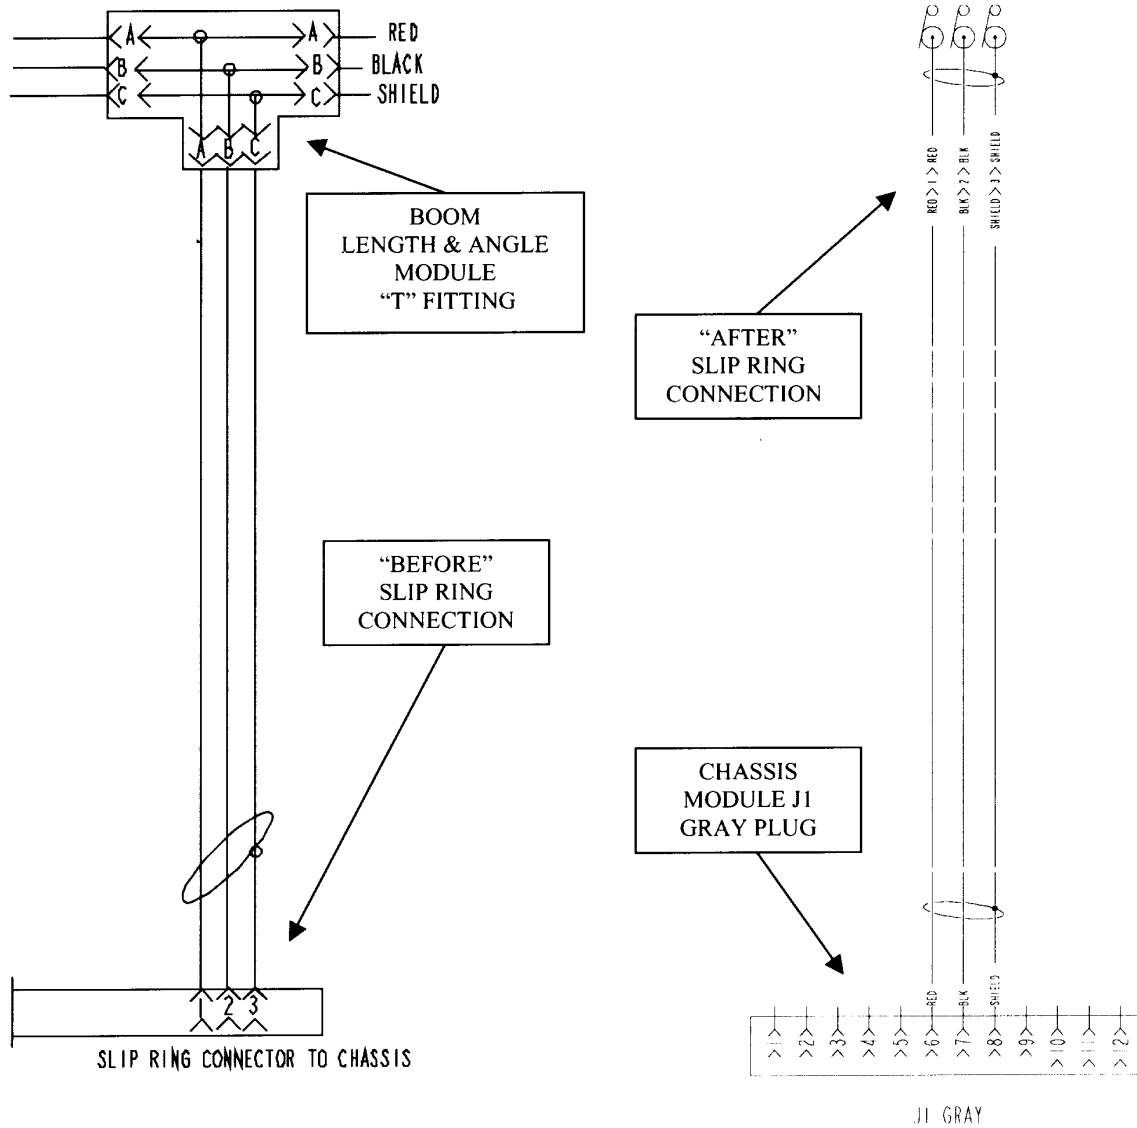 A A RED
B B BLACK
C C SHIELD
A B C
BOOM
LENGTH & ANGLE
MODULE
“T” FITTING
“BEFORE”
SLIP RING
CONNECTION
1 2 3
SLIP RING CONNECTOR TO CHASSIS
RED 1 RED
BLK 2 BLK
SHIELD 3 SHIELD
“AFTER”
SLIP RING
CONNECTION
CHASSIS
MODULE J1
GRAY PLUG
RED
BLK
SHIELD
1 2 3 4 5 6 7 8 9 10 11 12
J1 GRAY